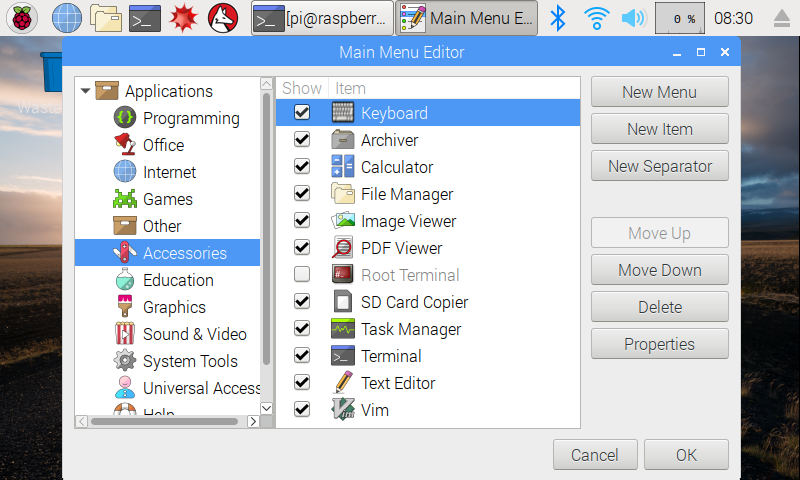 [pi@raspberr...
Main Menu E...
0 %
08:30
Main Menu Editor
Applications
Programming
Office
Internet
Games
Other
Accessories
Education
Graphics
Sound & Video
System Tools
Universal Access
Help
Show Item
Keyboard
Archiver
Calculator
File Manager
Image Viewer
PDF Viewer
Root Terminal
SD Card Copier
Task Manager
Terminal
Text Editor
Vim
New Menu
New Item
New Separator
Move Up
Move Down
Delete
Properties
Cancel
OK